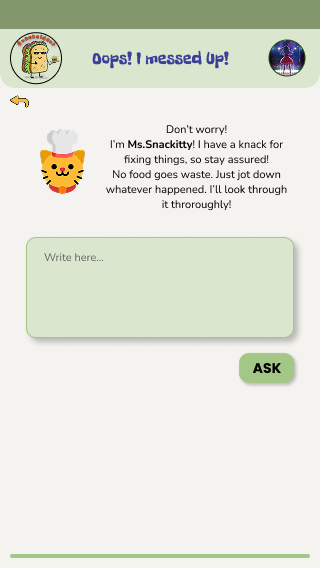 Oops! I messed Up!
Don't worry!
I'm Ms.Snackitty! I have a knack for
fixing things, so stay assured!
No food goes waste. Just jot down
whatever happened. I'll look through
it throroughly!
Write here...
ASK